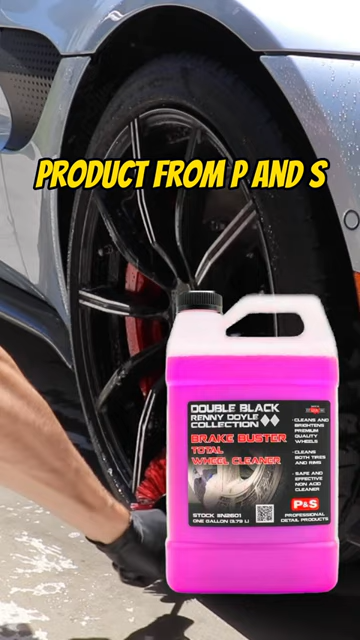 PRODUCT FROM P AND S
DOUBLE BLACK
RENNY DOYLE
COLLECTION
BRAKE BUSTER
TOTAL
WHEEL CLEANER
· CLEANS AND
BRIGHTENS
PREMIUM
QUALITY
WHEELS
· CLEANS
BOTH TIRES
AND RIMS
· SAFE AND
EFFECTIVE
NON ACID
CLEANER
P&S
PROFESSIONAL
DETAIL PRODUCTS
STOCK #N2601
ONE GALLON (3.79 L)